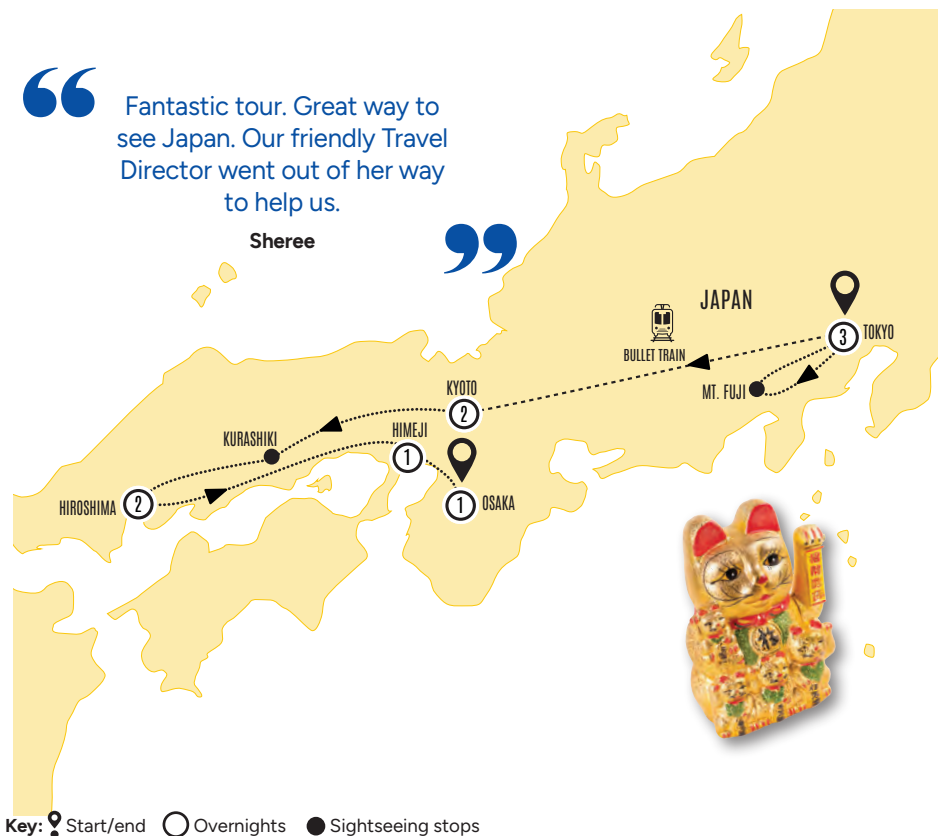 “
Fantastic tour. Great way to
see Japan. Our friendly Travel
Director went out of her way
to help us.
Sheree
”
JAPAN
BULLET TRAIN
3 TOKYO
MT. FUJI
KYOTO
2
HIMEJI
1
KURASHIKI
HIROSHIMA 2
1 OSAKA
Key: Start/end Overnights Sightseeing stops